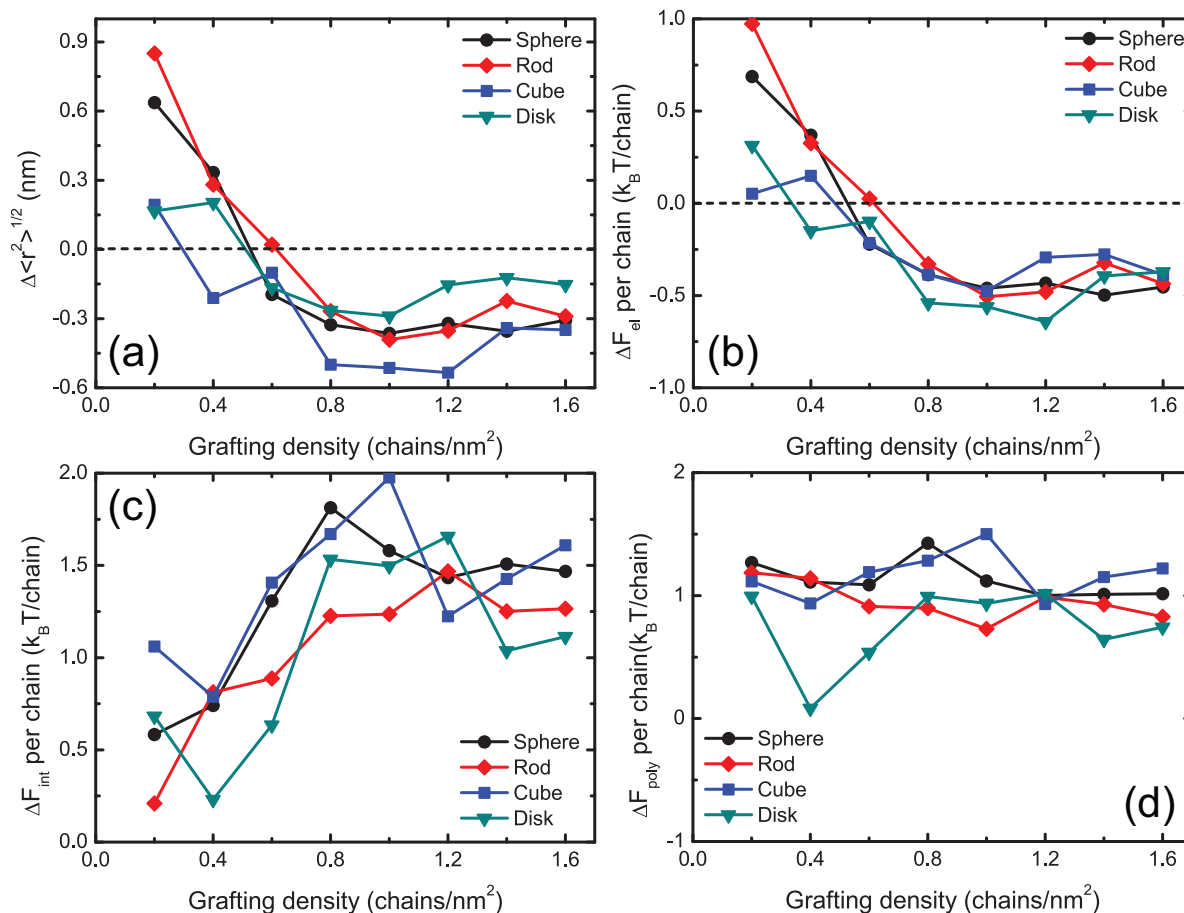 0.9
0.6
0.3
0.0
-0.3
-0.6
Δ<r²>¹ᐟ² (nm)
Sphere
Rod
Cube
Disk
(a)
0.0 0.4 0.8 1.2 1.6
Grafting density (chains/nm²)
1.0
0.5
0.0
-0.5
-1.0
ΔF_el per chain (k_BT/chain)
Sphere
Rod
Cube
Disk
(b)
0.0 0.4 0.8 1.2 1.6
Grafting density (chains/nm²)
2.0
1.5
1.0
0.5
0.0
ΔF_int per chain (k_BT/chain)
(c)
Sphere
Rod
Cube
Disk
0.0 0.4 0.8 1.2 1.6
Grafting density (chains/nm²)
2
1
0
-1
ΔF_poly per chain(k_BT/chain)
Sphere
Rod
Cube
Disk
(d)
0.0 0.4 0.8 1.2 1.6
Grafting density (chains/nm²)